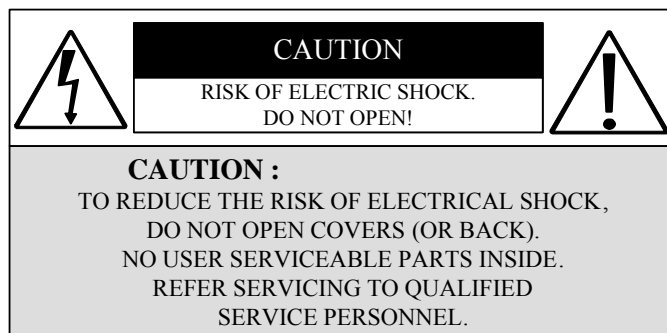 CAUTION
RISK OF ELECTRIC SHOCK.
DO NOT OPEN!
CAUTION :
TO REDUCE THE RISK OF ELECTRICAL SHOCK,
DO NOT OPEN COVERS (OR BACK).
NO USER SERVICEABLE PARTS INSIDE.
REFER SERVICING TO QUALIFIED
SERVICE PERSONNEL.